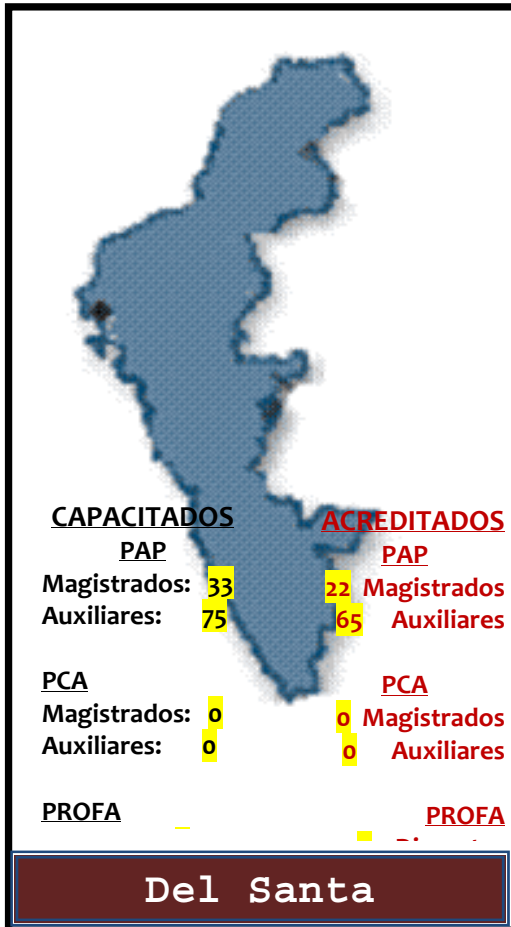 CAPACITADOS ACREDITADOS
PAP PAP
Magistrados: 33 22 Magistrados
Auxiliares: 75 65 Auxiliares
PCA PCA
Magistrados: 0 0 Magistrados
Auxiliares: 0 0 Auxiliares
PROFA PROFA
Del Santa